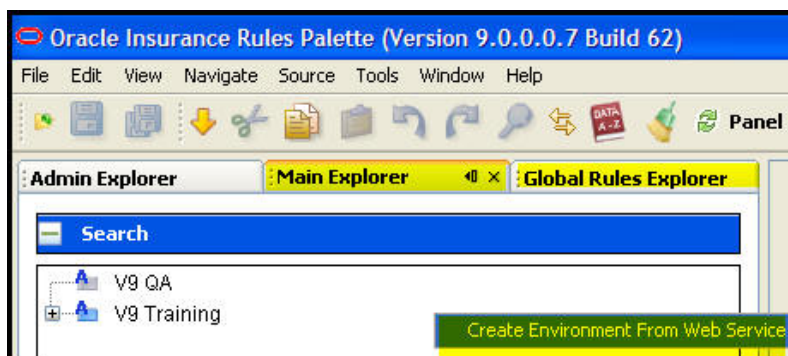 Oracle Insurance Rules Palette (Version 9.0.0.0.7 Build 62)
File Edit View Navigate Source Tools Window Help
DATA
A-Z
Panel
Admin Explorer Main Explorer Global Rules Explorer
Search
V9 QA
V9 Training
Create Environment From Web Service